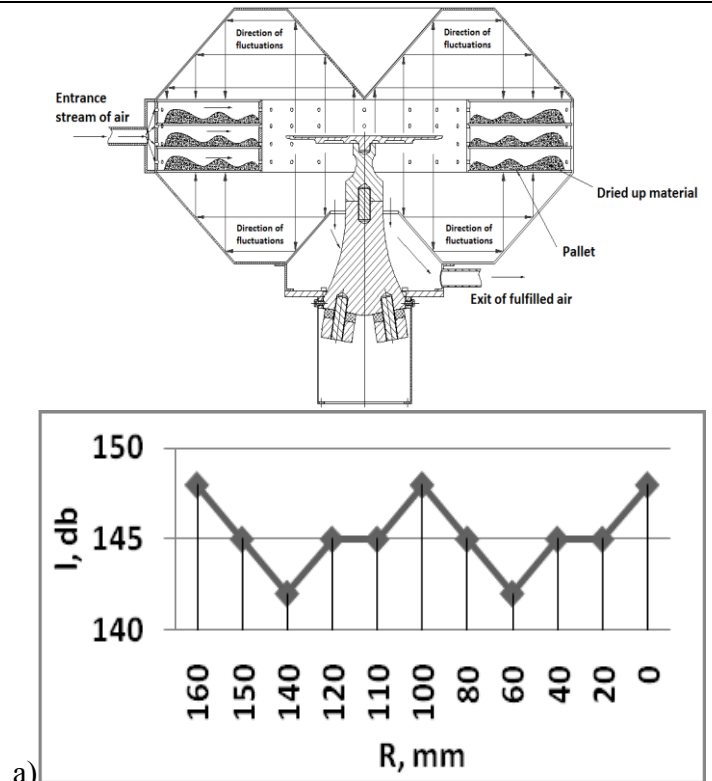 Direction of
fluctuations
Direction of
fluctuations
Entrance
stream of air
Dried up material
Direction of
fluctuations
Direction of
fluctuations
Pallet
Exit of fulfilled air
150
145
140
I, db
160 150 140 120 110 100 80 60 40 20 0
R, mm
a)